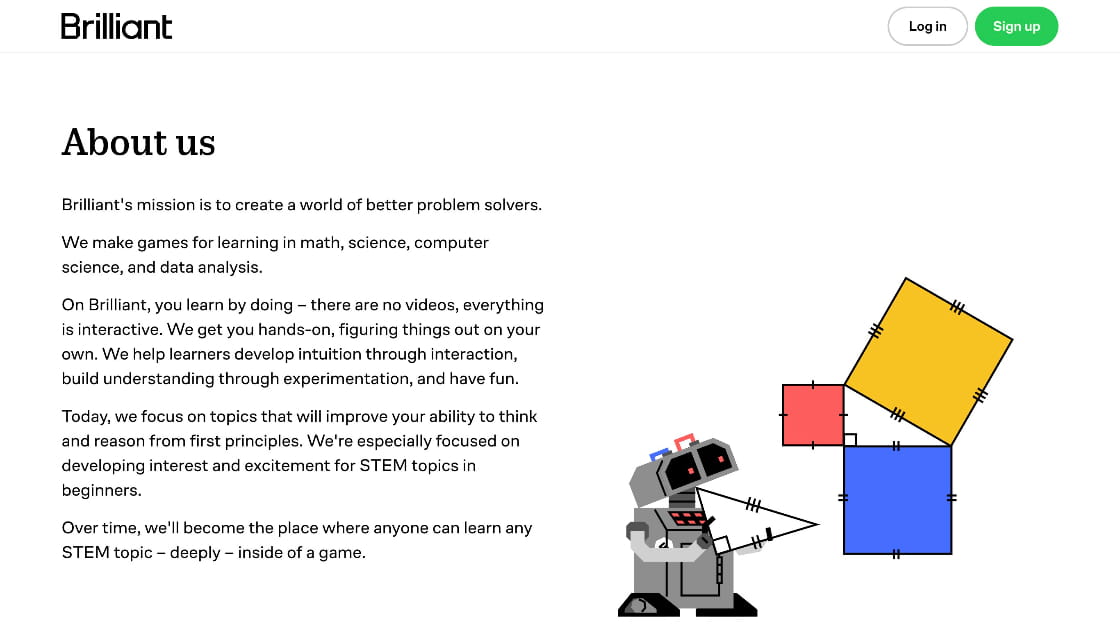 Brilliant
Log in
Sign up
About us
Brilliant's mission is to create a world of better problem solvers.
We make games for learning in math, science, computer
science, and data analysis.
On Brilliant, you learn by doing – there are no videos, everything
is interactive. We get you hands-on, figuring things out on your
own. We help learners develop intuition through interaction,
build understanding through experimentation, and have fun.
Today, we focus on topics that will improve your ability to think
and reason from first principles. We're especially focused on
developing interest and excitement for STEM topics in
beginners.
Over time, we'll become the place where anyone can learn any
STEM topic – deeply – inside of a game.